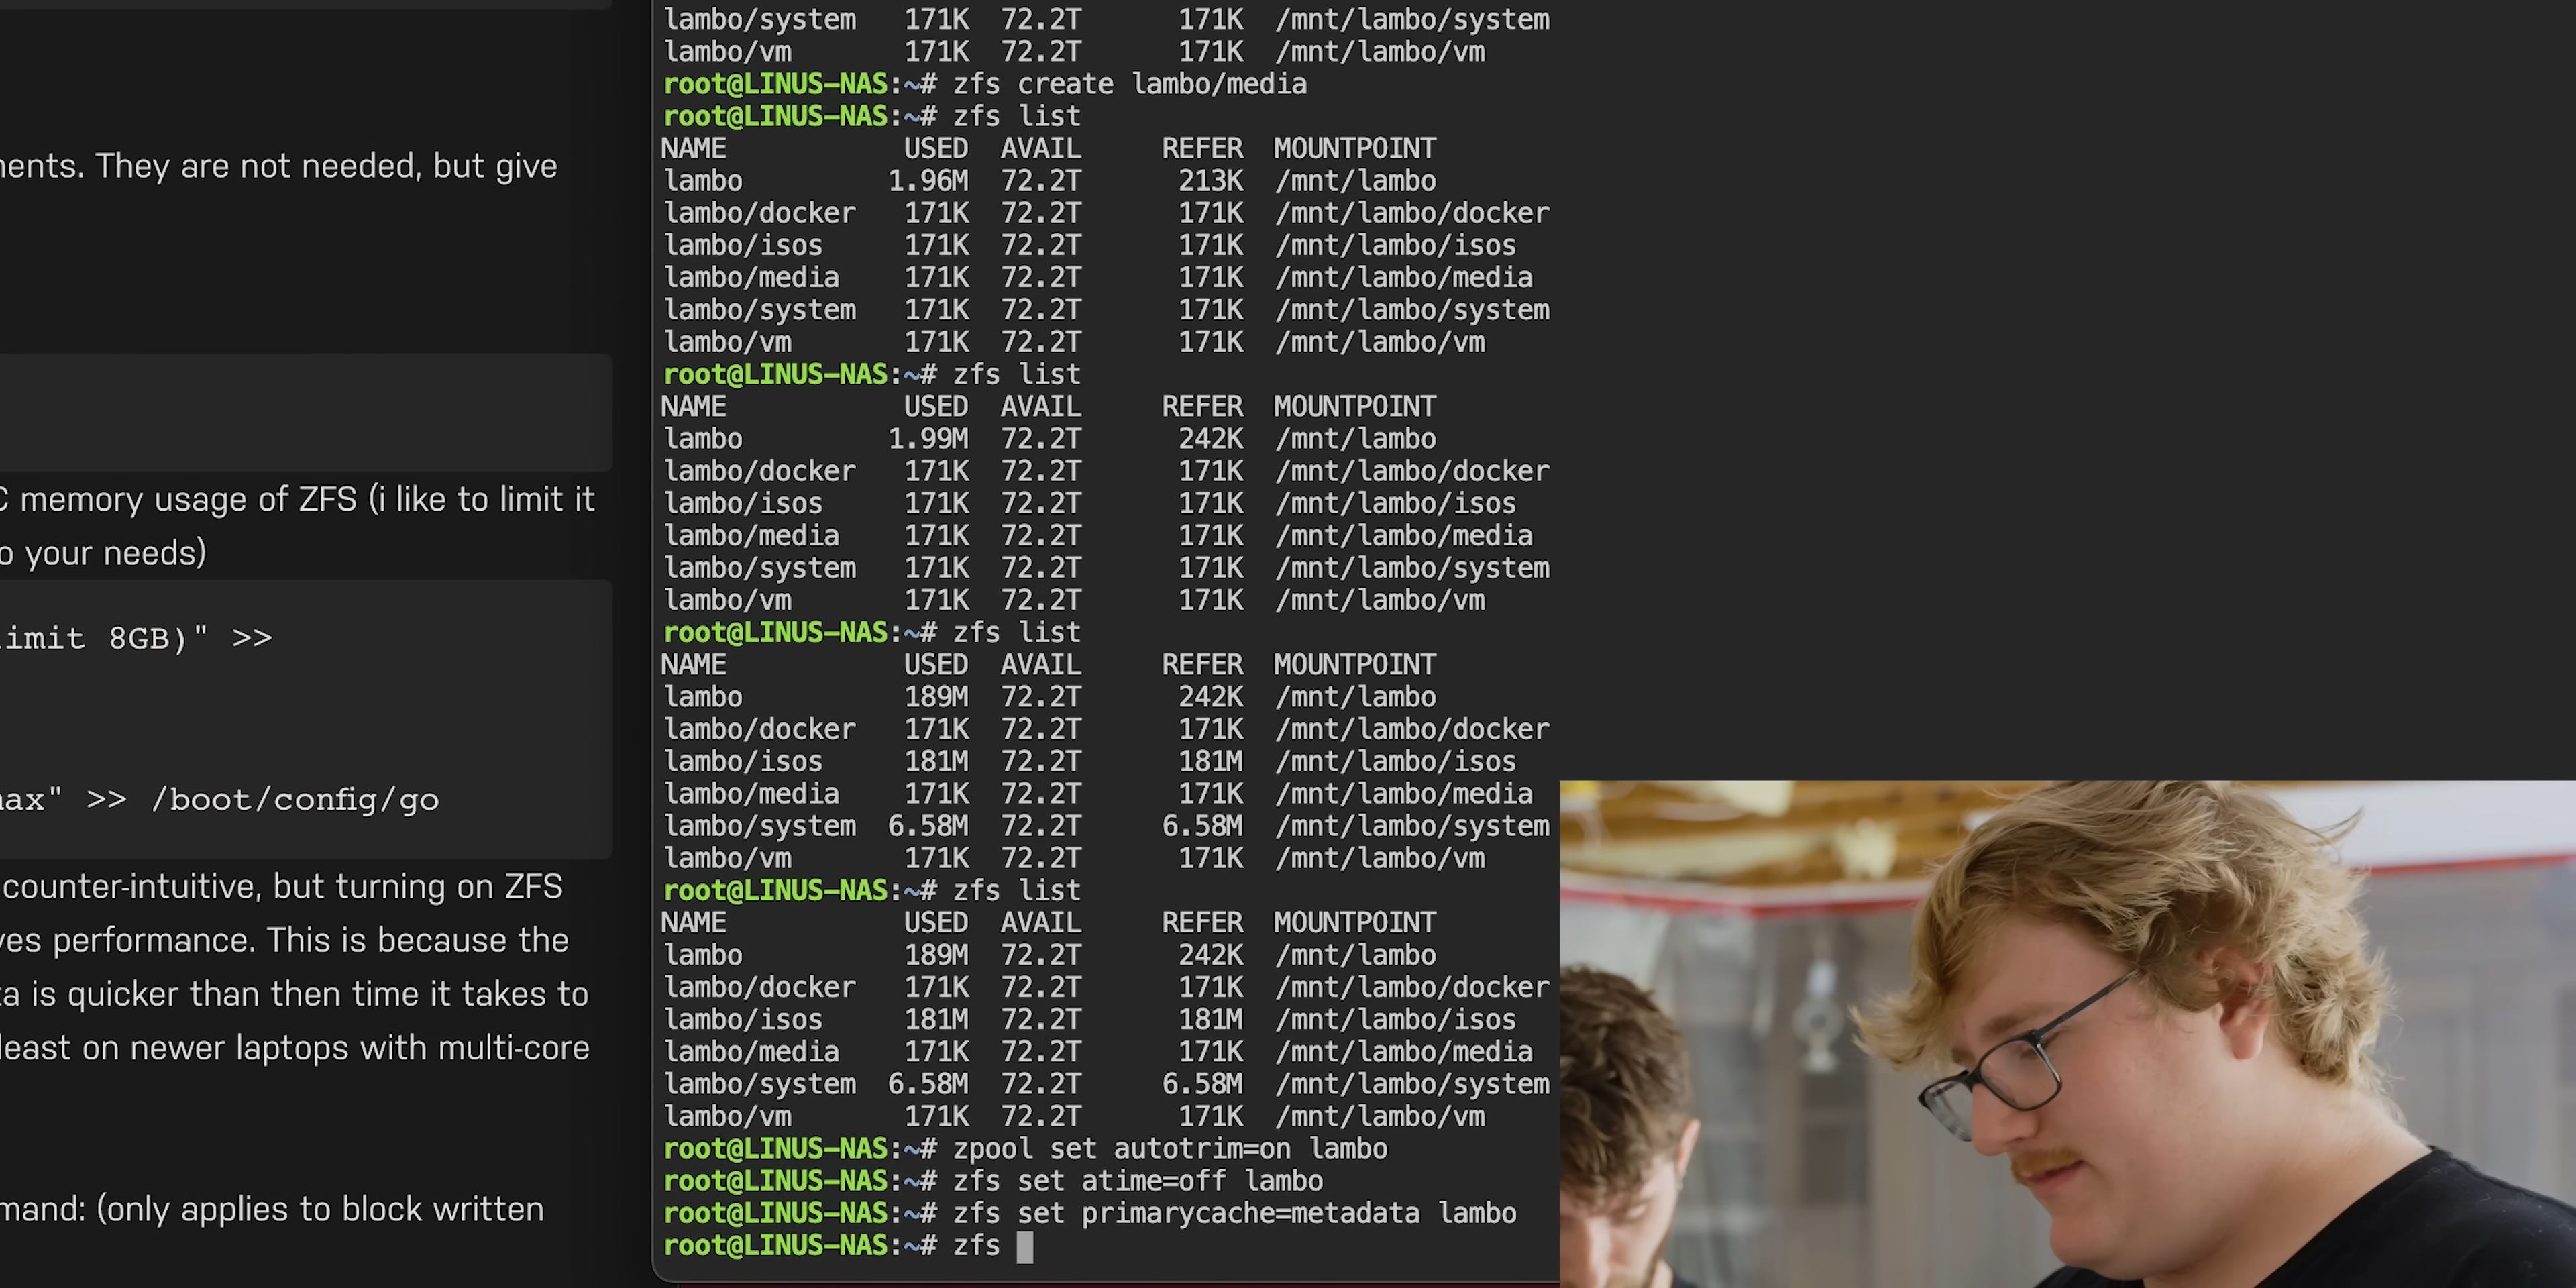 ments. They are not needed, but give
C memory usage of ZFS (i like to limit it
o your needs)
imit 8GB)" >>
max" >> /boot/config/go
counter-intuitive, but turning on ZFS
ves performance. This is because the
ta is quicker than then time it takes to
least on newer laptops with multi-core
mand: (only applies to block written
lambo/system 171K 72.2T 171K /mnt/lambo/system
lambo/vm 171K 72.2T 171K /mnt/lambo/vm
root@LINUS-NAS:~# zfs create lambo/media
root@LINUS-NAS:~# zfs list
NAME USED AVAIL REFER MOUNTPOINT
lambo 1.96M 72.2T 213K /mnt/lambo
lambo/docker 171K 72.2T 171K /mnt/lambo/docker
lambo/isos 171K 72.2T 171K /mnt/lambo/isos
lambo/media 171K 72.2T 171K /mnt/lambo/media
lambo/system 171K 72.2T 171K /mnt/lambo/system
lambo/vm 171K 72.2T 171K /mnt/lambo/vm
root@LINUS-NAS:~# zfs list
NAME USED AVAIL REFER MOUNTPOINT
lambo 1.99M 72.2T 242K /mnt/lambo
lambo/docker 171K 72.2T 171K /mnt/lambo/docker
lambo/isos 171K 72.2T 171K /mnt/lambo/isos
lambo/media 171K 72.2T 171K /mnt/lambo/media
lambo/system 171K 72.2T 171K /mnt/lambo/system
lambo/vm 171K 72.2T 171K /mnt/lambo/vm
root@LINUS-NAS:~# zfs list
NAME USED AVAIL REFER MOUNTPOINT
lambo 189M 72.2T 242K /mnt/lambo
lambo/docker 171K 72.2T 171K /mnt/lambo/docker
lambo/isos 181M 72.2T 181M /mnt/lambo/isos
lambo/media 171K 72.2T 171K /mnt/lambo/media
lambo/system 6.58M 72.2T 6.58M /mnt/lambo/system
lambo/vm 171K 72.2T 171K /mnt/lambo/vm
root@LINUS-NAS:~# zfs list
NAME USED AVAIL REFER MOUNTPOINT
lambo 189M 72.2T 242K /mnt/lambo
lambo/docker 171K 72.2T 171K /mnt/lambo/docker
lambo/isos 181M 72.2T 181M /mnt/lambo/isos
lambo/media 171K 72.2T 171K /mnt/lambo/media
lambo/system 6.58M 72.2T 6.58M /mnt/lambo/system
lambo/vm 171K 72.2T 171K /mnt/lambo/vm
root@LINUS-NAS:~# zpool set autotrim=on lambo
root@LINUS-NAS:~# zfs set atime=off lambo
root@LINUS-NAS:~# zfs set primarycache=metadata lambo
root@LINUS-NAS:~# zfs